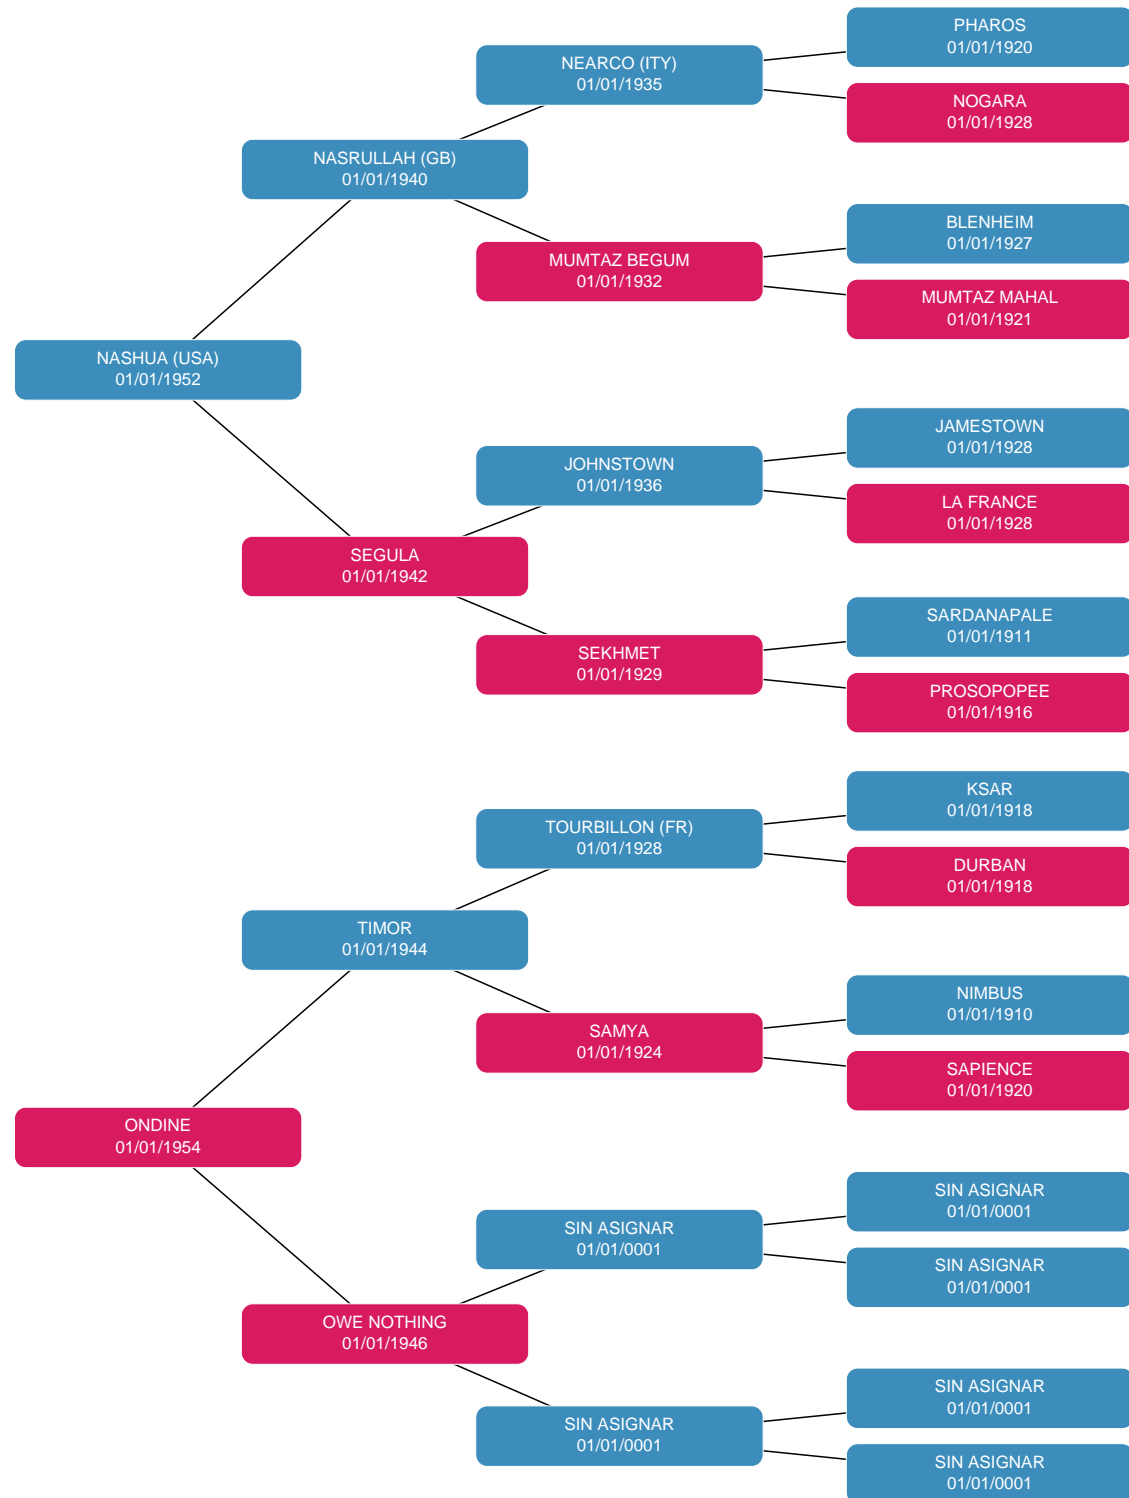 PHAROS
01/01/1920
NEARCO (ITY)
01/01/1935
NOGARA
01/01/1928
NASRULLAH (GB)
01/01/1940
BLENHEIM
01/01/1927
MUMTAZ BEGUM
01/01/1932
MUMTAZ MAHAL
01/01/1921
NASHUA (USA)
01/01/1952
JAMESTOWN
01/01/1928
JOHNSTOWN
01/01/1936
LA FRANCE
01/01/1928
SEGULA
01/01/1942
SARDANAPALE
01/01/1911
SEKHMET
01/01/1929
PROSOPOPEE
01/01/1916
KSAR
01/01/1918
TOURBILLON (FR)
01/01/1928
DURBAN
01/01/1918
TIMOR
01/01/1944
NIMBUS
01/01/1910
SAMYA
01/01/1924
SAPIENCE
01/01/1920
ONDINE
01/01/1954
SIN ASIGNAR
01/01/0001
SIN ASIGNAR
01/01/0001
SIN ASIGNAR
01/01/0001
OWE NOTHING
01/01/1946
SIN ASIGNAR
01/01/0001
SIN ASIGNAR
01/01/0001
SIN ASIGNAR
01/01/0001